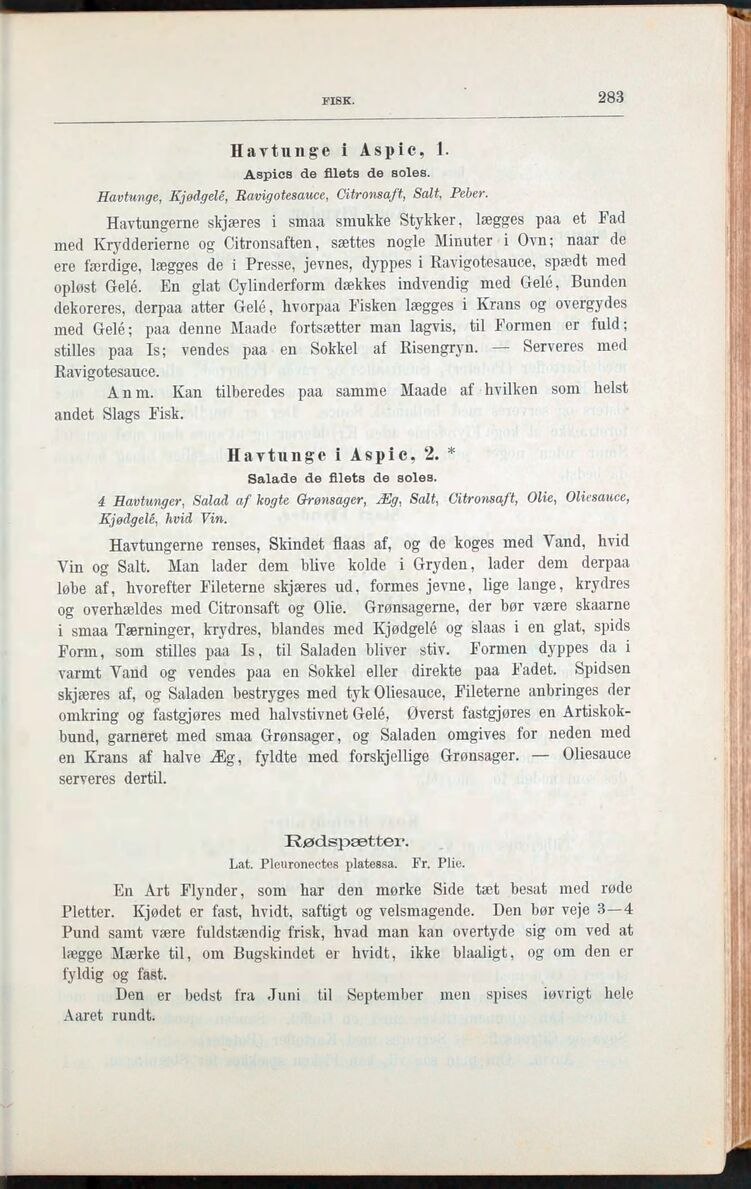 FISK.
283
Havtunge i Aspic, 1.
Aspics de filets de soles.
Havtunge, Kjødgelé, Ravigotesauce, Citronsaft, Salt, Peber.
Havtungerne skjæres i smaa smukke Stykker, lægges paa et Fad
med Krydderierne og Citronsaften, sættes nogle Minuter i Ovn; naar de
ere færdige, lægges de i Presse, jevnes, dyppes i Ravigotesauce, spædt med
opløst Gelé. En glat Cylinderform dækkes indvendig med Gelé, Bunden
dekoreres, derpaa atter Gelé, hvorpaa Fisken lægges i Krans og overgydes
med Gelé; paa denne Maade fortsætter man lagvis, til Formen er fuld;
stilles paa Is; vendes paa en Sokkel af Risengryn. — Serveres med
Ravigotesauce.
Anm. Kan tilberedes paa samme Maade af hvilken som helst
andet Slags Fisk.
Havtunge i Aspic, 2. *
Salade de filets de soles.
4 Havtunger, Salad af kogte Grønsager, Æg, Salt, Citronsaft, Olie, Oliesauce,
Kjødgelé, hvid Vin.
Havtungerne renses, Skindet flaas af, og de koges med Vand, hvid
Vin og Salt. Man lader dem blive kolde i Gryden, lader dem derpaa
løbe af, hvorefter Fileterne skjæres ud, formes jevne, lige lange, krydres
og overhældes med Citronsaft og Olie. Grønsagerne, der bør være skaarne
i smaa Tærninger, krydres, blandes med Kjødgelé og slaas i en glat, spids
Form, som stilles paa Is, til Saladen bliver stiv. Formen dyppes da i
varmt Vand og vendes paa en Sokkel eller direkte paa Fadet. Spidsen
skjæres af, og Saladen bestryges med tyk Oliesauce, Fileterne anbringes der
omkring og fastgjøres med halvstivnet Gelé, Øverst fastgjøres en Artiskok-
bund, garneret med smaa Grønsager, og Saladen omgives for neden med
en Krans af halve Æg, fyldte med forskjellige Grønsager. — Oliesauce
serveres dertil.
Rødspætter.
Lat. Pleuronectes platessa. Fr. Plie.
En Art Flynder, som har den mørke Side tæt besat med røde
Pletter. Kjødet er fast, hvidt, saftigt og velsmagende. Den bør veje 3—4
Pund samt være fuldstændig frisk, hvad man kan overtyde sig om ved at
lægge Mærke til, om Bugskindet er hvidt, ikke blaaligt, og om den er
fyldig og fast.
Den er bedst fra Juni til September men spises iøvrigt hele
Aaret rundt.